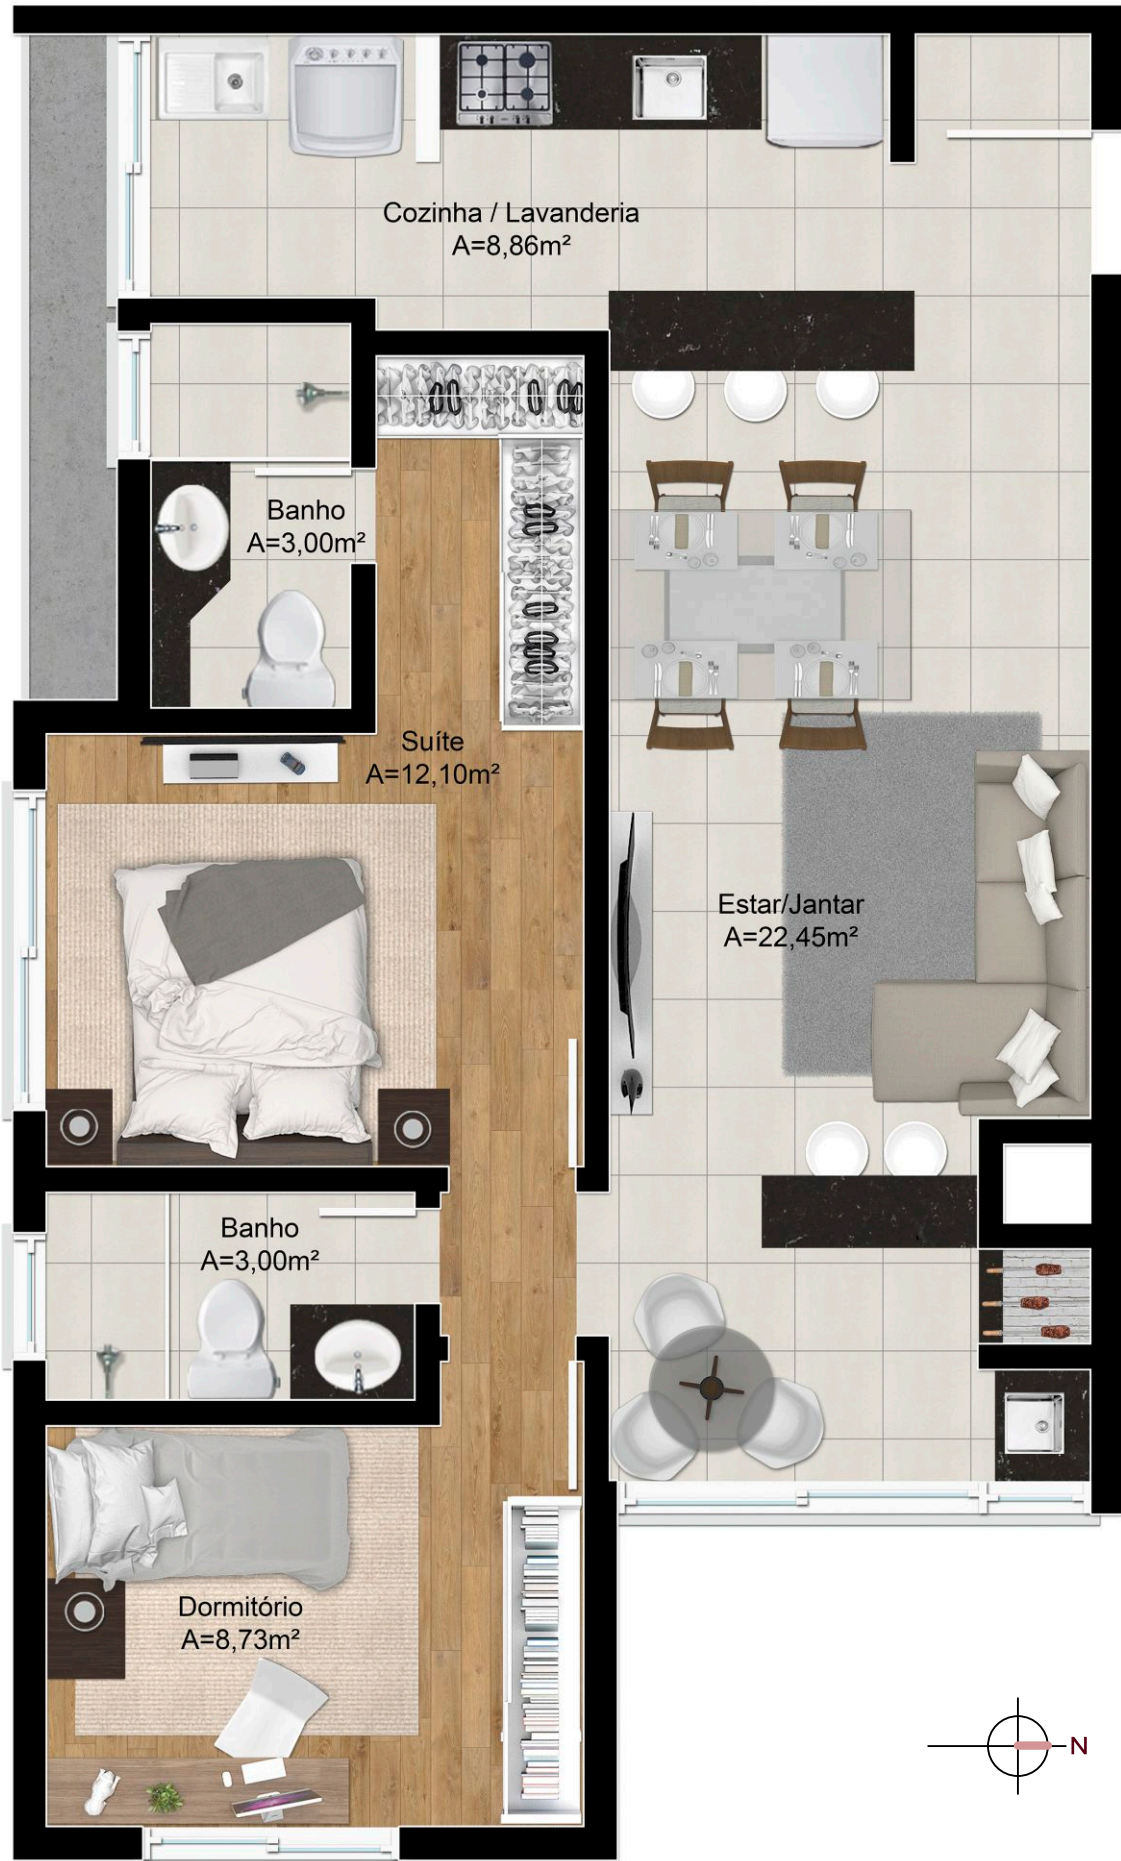 Cozinha / Lavanderia
A=8,86m²
Banho
A=3,00m²
Suíte
A=12,10m²
Estar/Jantar
A=22,45m²
Banho
A=3,00m²
Dormitório
A=8,73m²
N